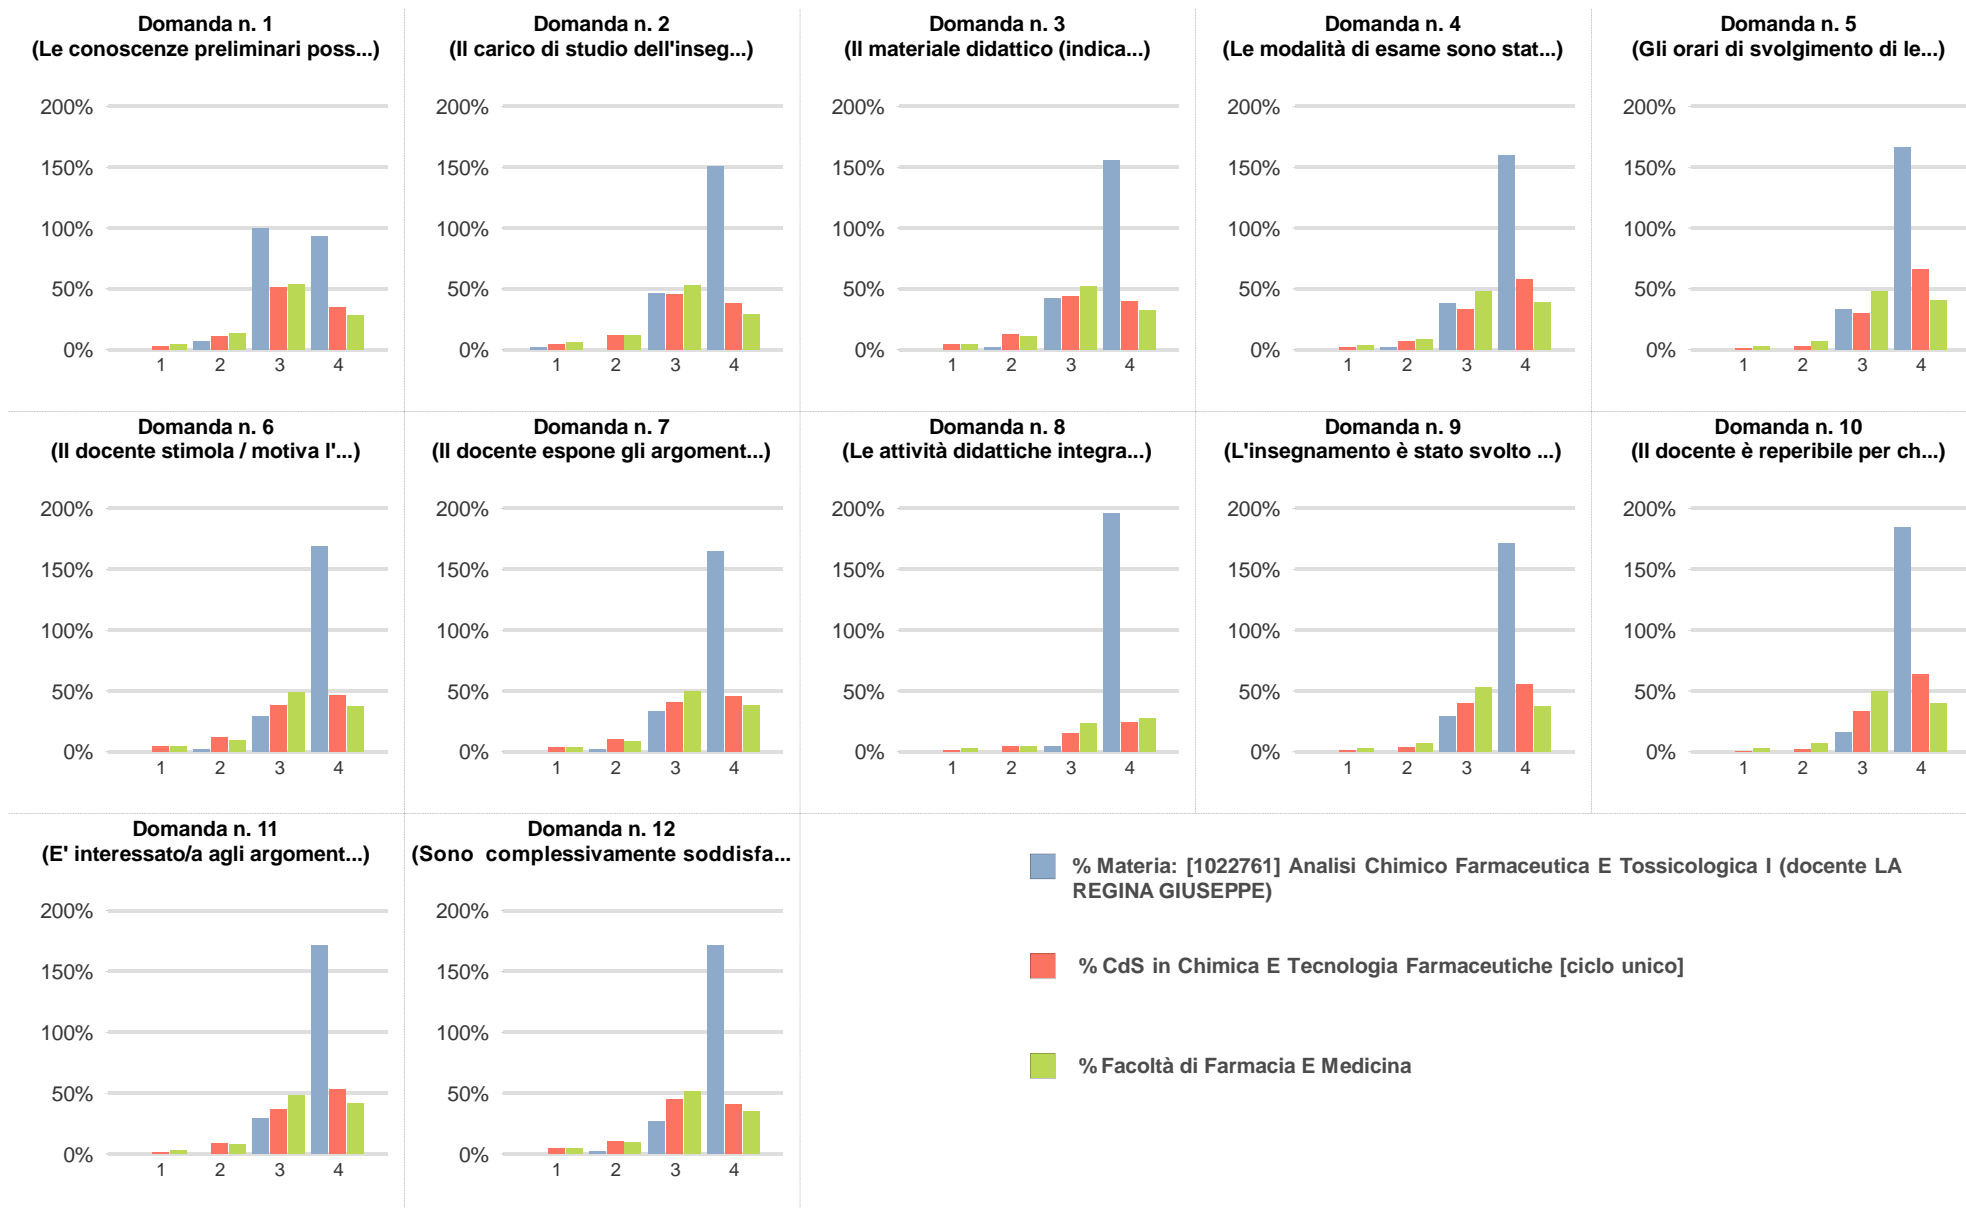 Domanda n. 1
(Le conoscenze preliminari poss...)
200%
150%
100%
50%
0%
1 2 3 4
Domanda n. 2
(Il carico di studio dell'inseg...)
200%
150%
100%
50%
0%
1 2 3 4
Domanda n. 3
(Il materiale didattico (indica...)
200%
150%
100%
50%
0%
1 2 3 4
Domanda n. 4
(Le modalità di esame sono stat...)
200%
150%
100%
50%
0%
1 2 3 4
Domanda n. 5
(Gli orari di svolgimento di le...)
200%
150%
100%
50%
0%
1 2 3 4
Domanda n. 6
(Il docente stimola / motiva l'...)
200%
150%
100%
50%
0%
1 2 3 4
Domanda n. 7
(Il docente espone gli argoment...)
200%
150%
100%
50%
0%
1 2 3 4
Domanda n. 8
(Le attività didattiche integra...)
200%
150%
100%
50%
0%
1 2 3 4
Domanda n. 9
(L'insegnamento è stato svolto ...)
200%
150%
100%
50%
0%
1 2 3 4
Domanda n. 10
(Il docente è reperibile per ch...)
200%
150%
100%
50%
0%
1 2 3 4
Domanda n. 11
(E' interessato/a agli argoment...)
200%
150%
100%
50%
0%
1 2 3 4
Domanda n. 12
(Sono complessivamente soddisfa...
200%
150%
100%
50%
0%
1 2 3 4
% Materia: [1022761] Analisi Chimico Farmaceutica E Tossicologica I (docente LA
REGINA GIUSEPPE)
% CdS in Chimica E Tecnologia Farmaceutiche [ciclo unico]
% Facoltà di Farmacia E Medicina